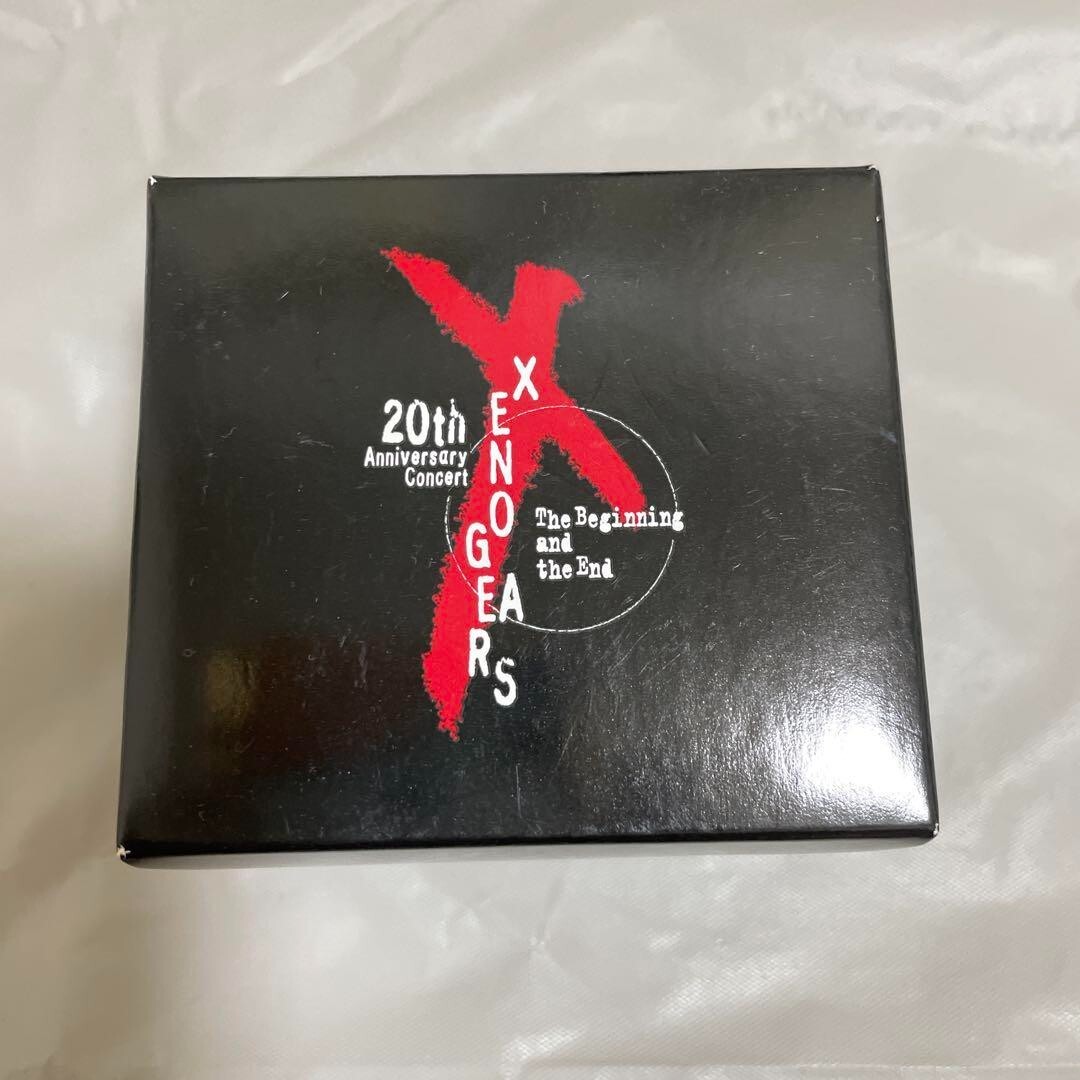 20th
Anniversary
Concert
XENOGEARS
The Beginning
and
the End